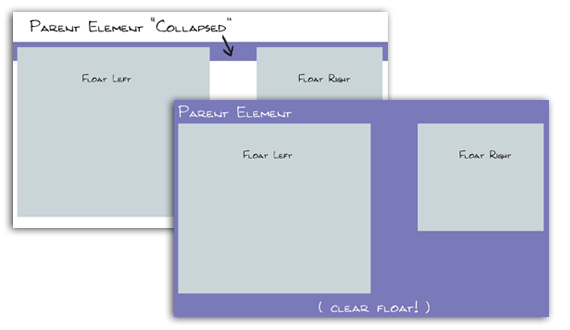 Parent Element "Collapsed"
Float Left
Float Right
Parent Element
Float Left
Float Right
( clear float! )